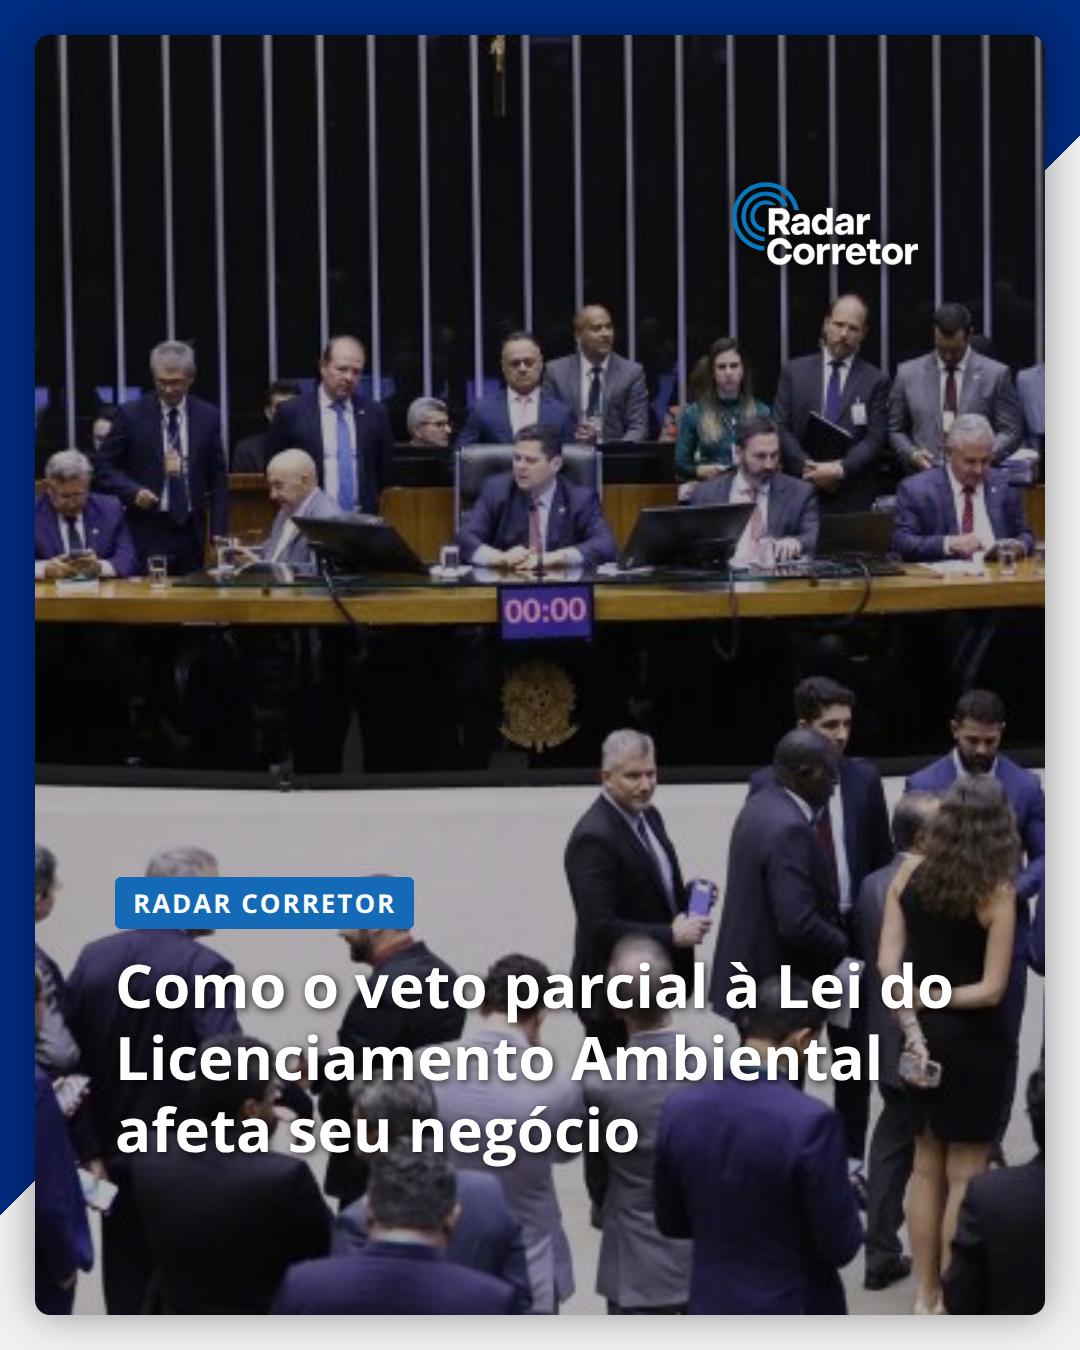 Radar
Corretor
00:00
RADAR CORRETOR
Como o veto parcial à Lei do
Licenciamento Ambiental
afeta seu negócio